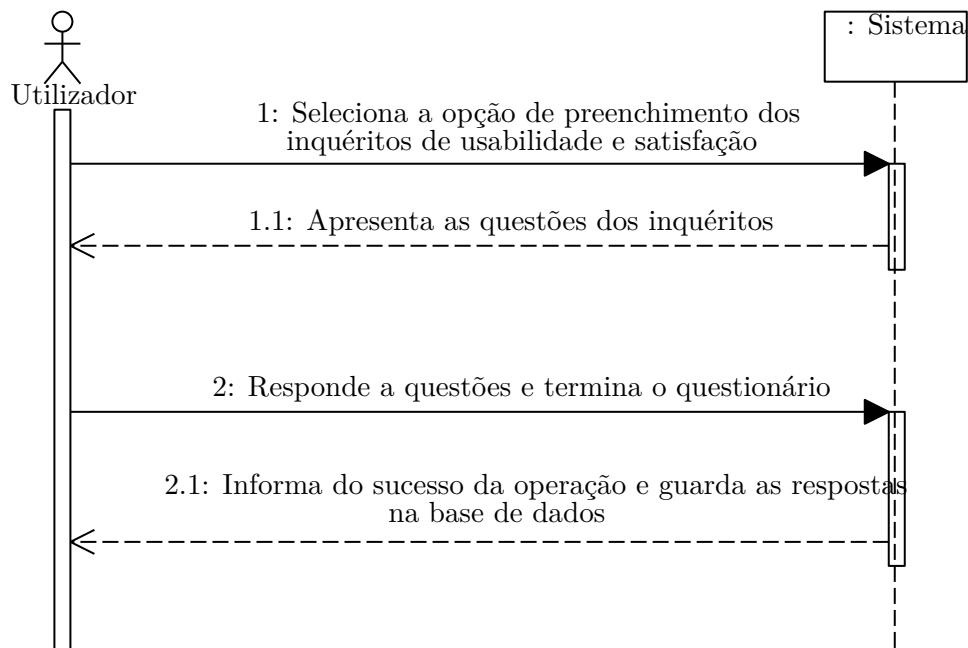 : Sistema
Utilizador
1: Seleciona a opção de preenchimento dos
inquéritos de usabilidade e satisfação
1.1: Apresenta as questões dos inquéritos
2: Responde a questões e termina o questionário
2.1: Informa do sucesso da operação e guarda as respostas
na base de dados